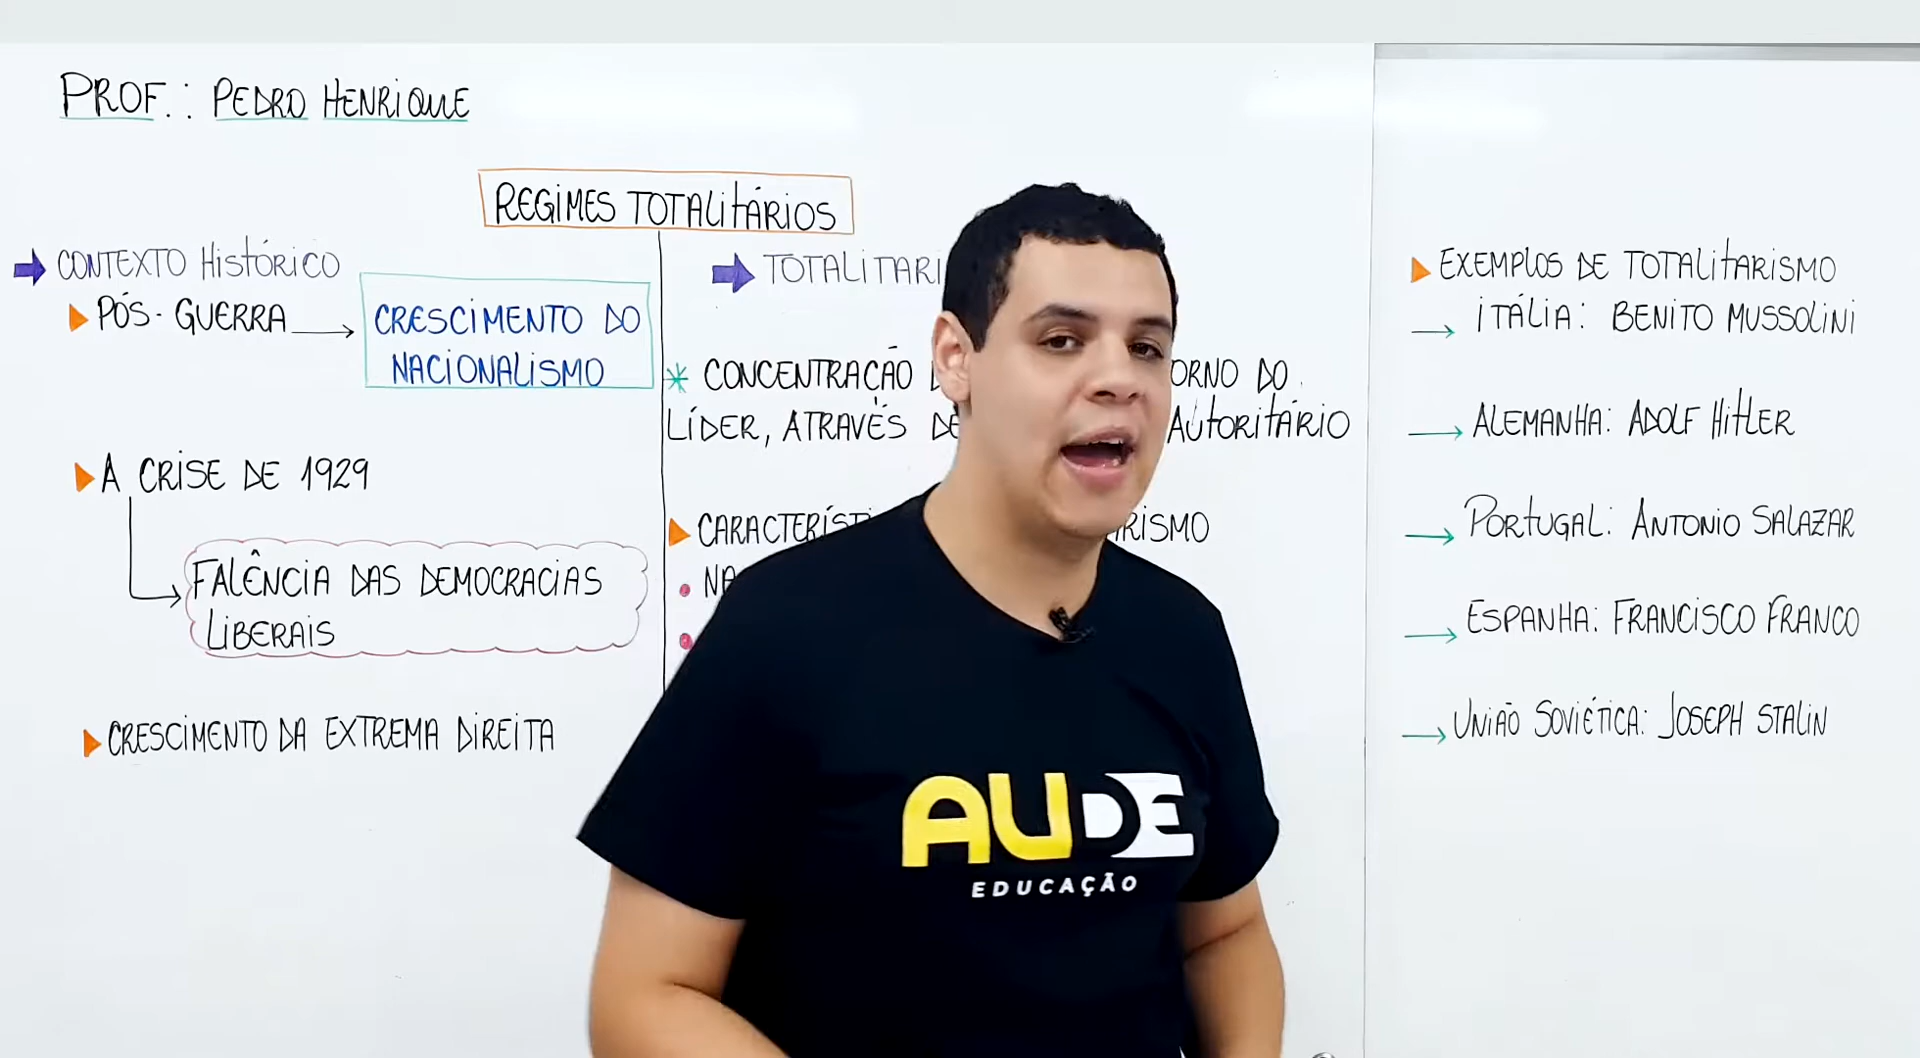 PROF.: PEDRO HENRIQUE
REGIMES TOTALITÁRIOS
CONTEXTO HISTÓRICO
PÓS-GUERRA
CRESCIMENTO DO
NACIONALISMO
A CRISE DE 1929
FALÊNCIA DAS DEMOCRACIAS
LIBERAIS
CRESCIMENTO DA EXTREMA DIREITA
CONCENTRAÇÃO DO
LÍDER, ATRAVÉS DE AUTORITÁRIO
EXEMPLOS DE TOTALITARISMO
ITÁLIA: BENITO MUSSOLINI
ALEMANHA: ADOLF HITLER
PORTUGAL: ANTONIO SALAZAR
ESPANHA: FRANCISCO FRANCO
UNIÃO SOVIÉTICA: JOSEPH STALIN
AUDE
EDUCAÇÃO